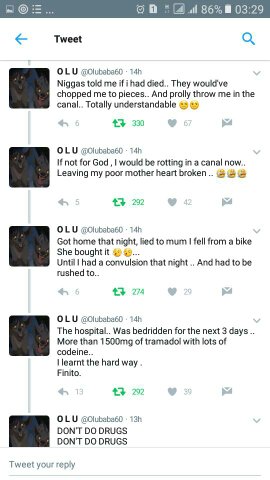 86% 03:29
Tweet
O L U @Olubaba60 · 14h
Niggas told me if i had died.. They would've
chopped me to pieces.. And prolly throw me in the
canal.. Totally understandable
6 330 67
O L U @Olubaba60 · 14h
If not for God , I would be rotting in a canal now..
Leaving my poor mother heart broken ..
5 292 42
O L U @Olubaba60 · 14h
Got home that night, lied to mum I fell from a bike
She bought it ...
Until I had a convulsion that night .. And had to be
rushed to..
6 274 29
O L U @Olubaba60 · 14h
The hospital.. Was bedridden for the next 3 days ..
More than 1500mg of tramadol with lots of
codeine..
I learnt the hard way .
Finito.
13 292 39
O L U @Olubaba60 · 13h
DON'T DO DRUGS
DON'T DO DRUGS
Tweet your reply